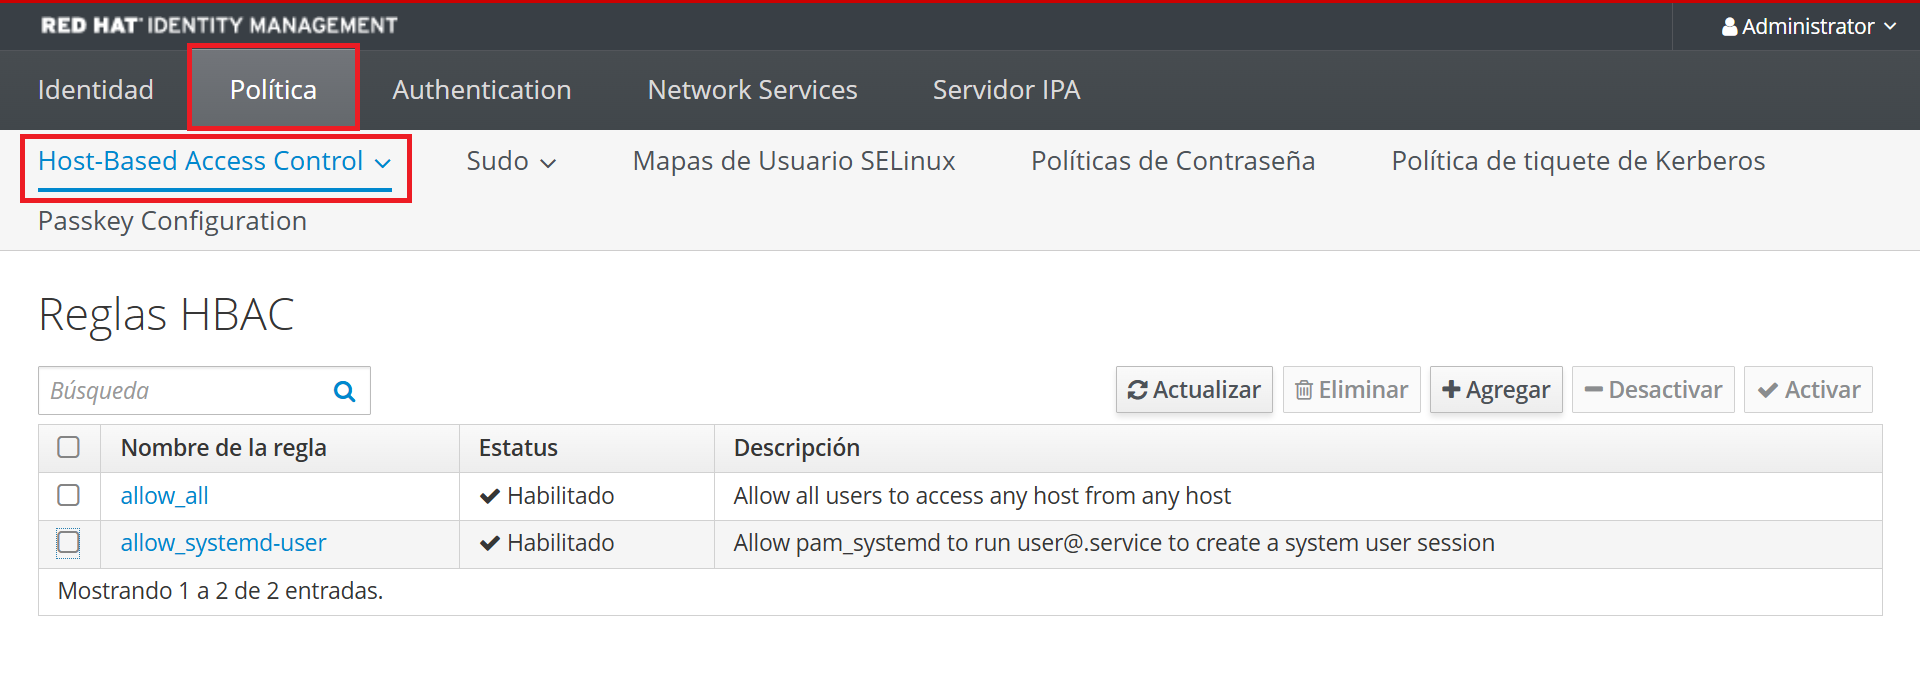 RED HAT IDENTITY MANAGEMENT
Administrator
Identidad Política Authentication Network Services Servidor IPA
Host-Based Access Control Sudo Mapas de Usuario SELinux Políticas de Contraseña Política de tiquete de Kerberos
Passkey Configuration
Reglas HBAC
Búsqueda Actualizar Eliminar Agregar Desactivar Activar
Nombre de la regla Estatus Descripción
allow_all Habilitado Allow all users to access any host from any host
allow_systemd-user Habilitado Allow pam_systemd to run user@.service to create a system user session
Mostrando 1 a 2 de 2 entradas.